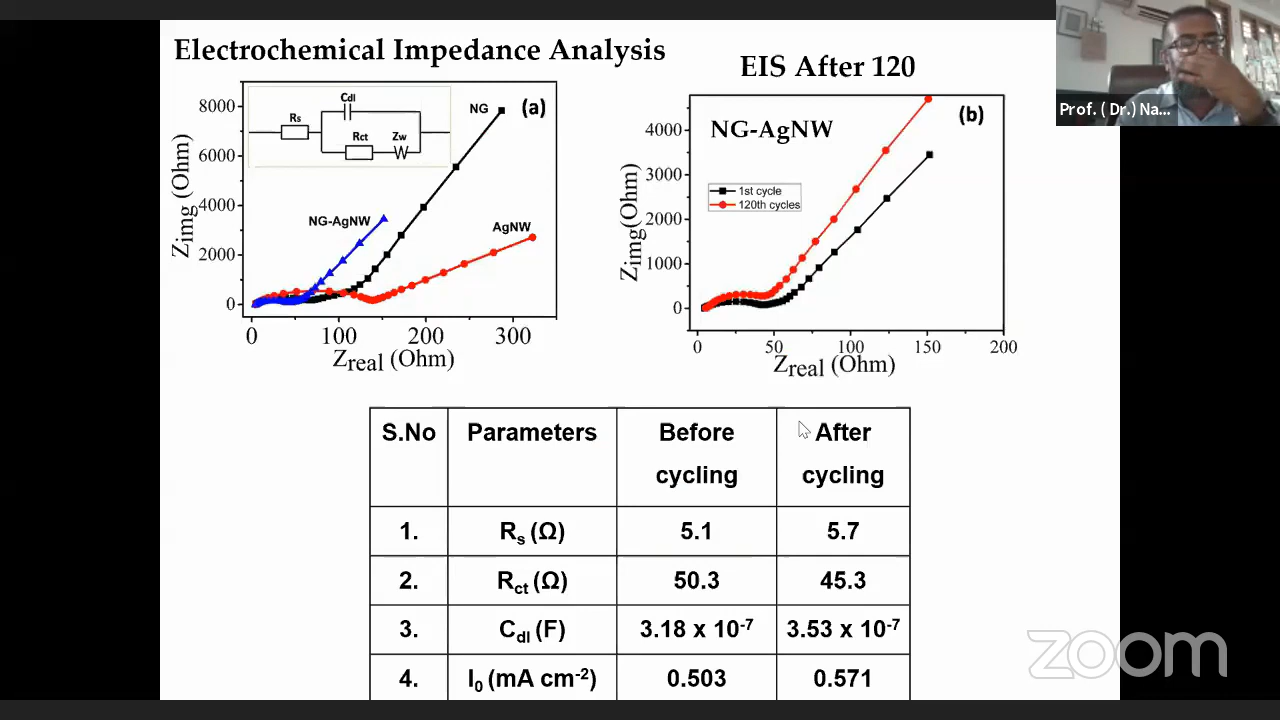 Electrochemical Impedance Analysis
EIS After 120
Prof. ( Dr.) Na...
(a)
NG
NG-AgNW
AgNW
Rs
Cdl
Rct
Zw
8000
6000
4000
2000
0
Zimg (Ohm)
0 100 200 300
Zreal (Ohm)
(b)
NG-AgNW
1st cycle
120th cycles
4000
3000
2000
1000
0
Zimg(Ohm)
0 50 100 150 200
Zreal (Ohm)
S.No Parameters Before cycling After cycling
1. Rs (Ω) 5.1 5.7
2. Rct (Ω) 50.3 45.3
3. Cdl (F) 3.18 x 10-7 3.53 x 10-7
4. I0 (mA cm-2) 0.503 0.571
zoom